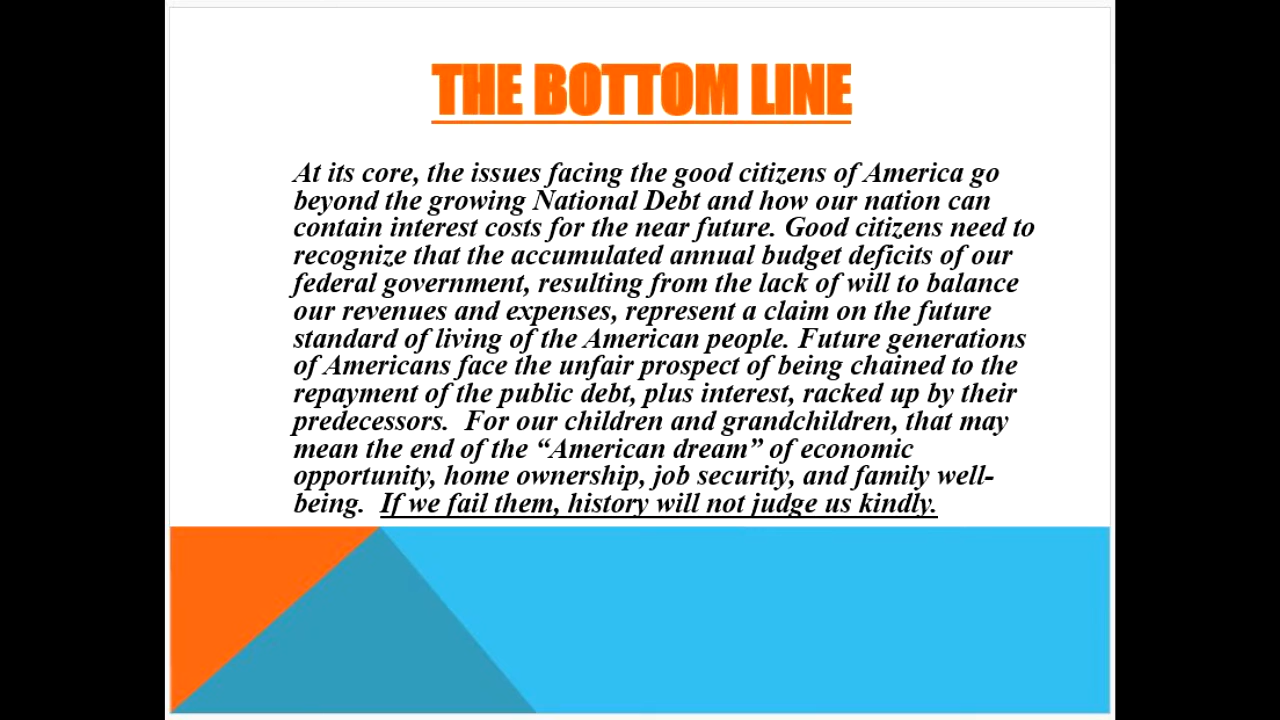 THE BOTTOM LINE
At its core, the issues facing the good citizens of America go
beyond the growing National Debt and how our nation can
contain interest costs for the near future. Good citizens need to
recognize that the accumulated annual budget deficits of our
federal government, resulting from the lack of will to balance
our revenues and expenses, represent a claim on the future
standard of living of the American people. Future generations
of Americans face the unfair prospect of being chained to the
repayment of the public debt, plus interest, racked up by their
predecessors.  For our children and grandchildren, that may
mean the end of the “American dream” of economic
opportunity, home ownership, job security, and family well-
being.  If we fail them, history will not judge us kindly.